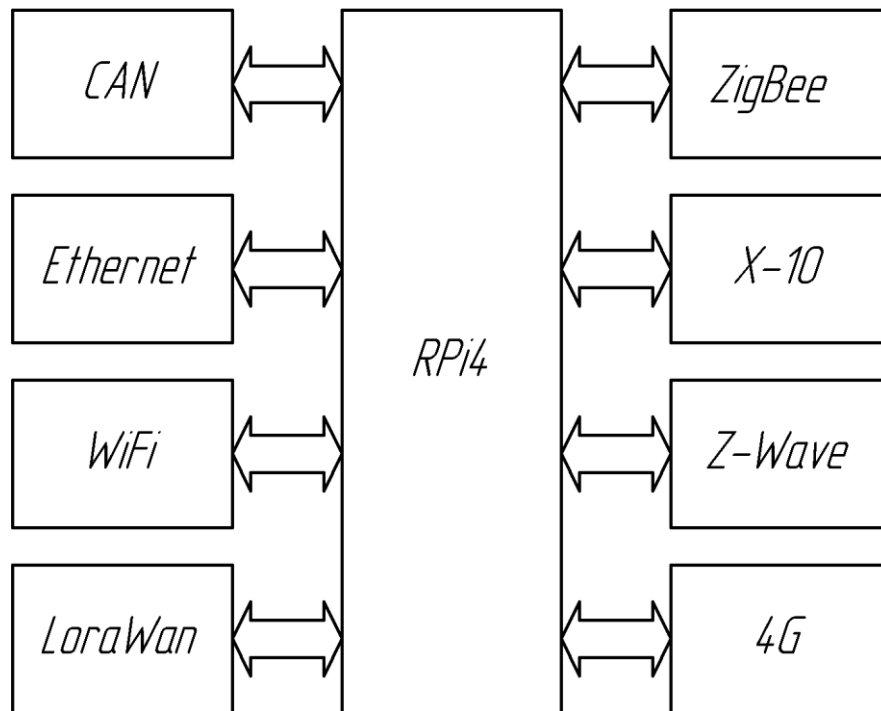 CAN
Ethernet
WiFi
LoraWan
RPi4
ZigBee
X-10
Z-Wave
4G